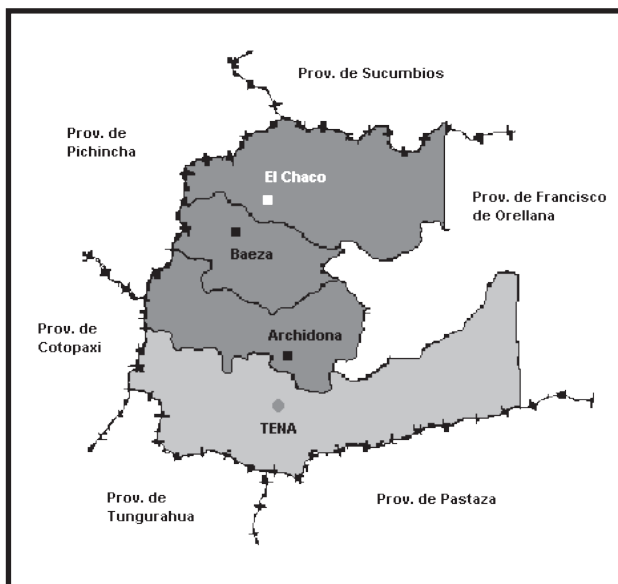 Prov. de Sucumbios
Prov. de
Pichincha
El Chaco
Prov. de Francisco
de Orellana
Baeza
Prov. de
Cotopaxi
Archidona
TENA
Prov. de
Tungurahua
Prov. de Pastaza